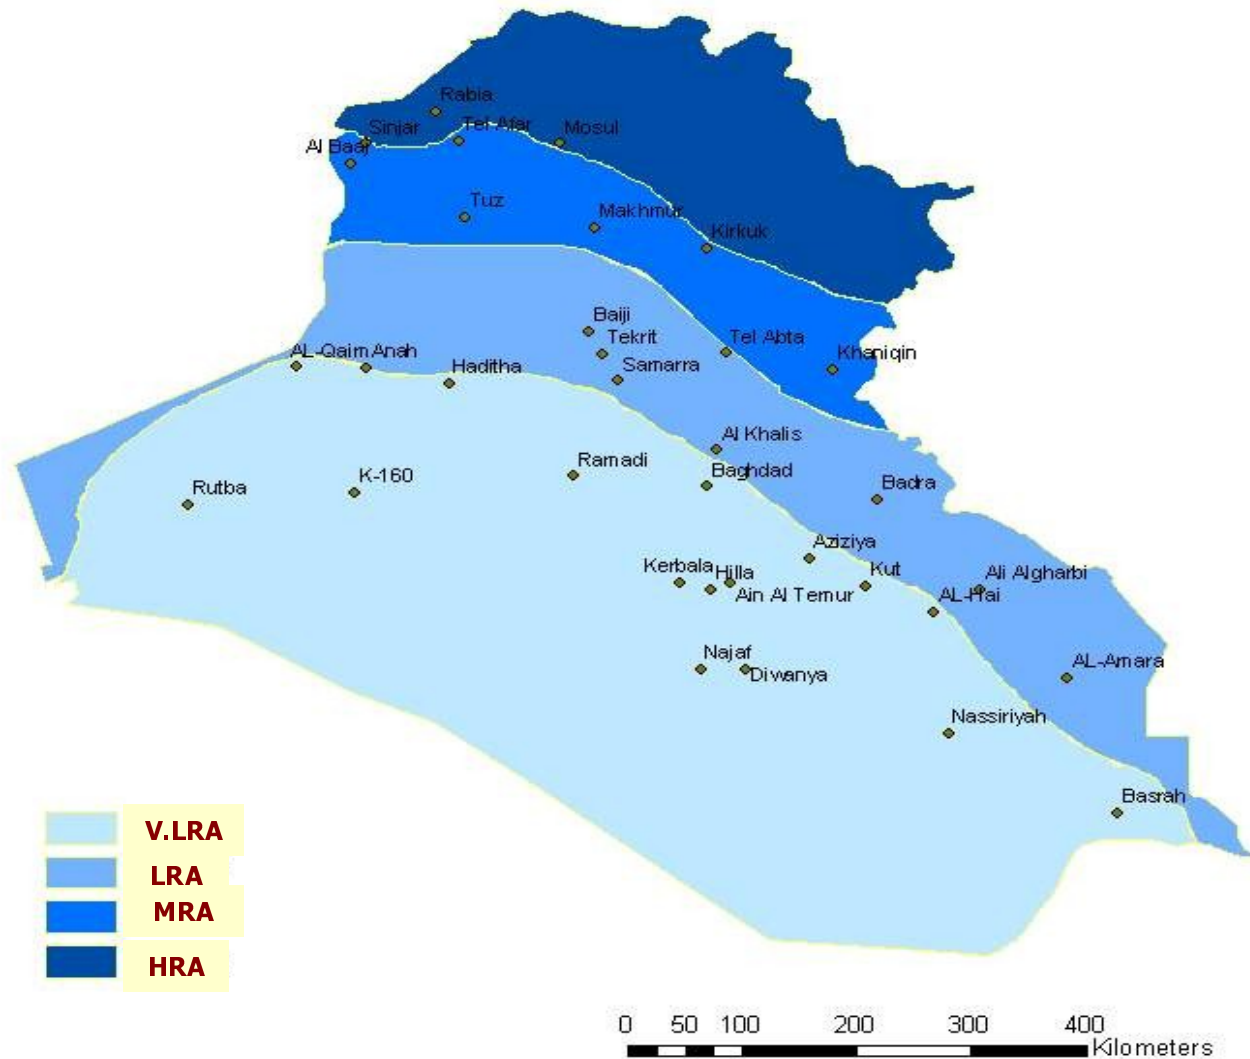 Rabia
Sinjar
Tel Afar
Mosul
Al Baaj
Tuz
Makhmur
Kirkuk
Baiji
Tekrit
Tel Abta
AL-Qaim
Anah
Haditha
Samarra
Khaniqin
Al Khalis
Ramadi
Baghdad
K-160
Rutba
Badra
Aziziya
Kerbala
Hilla
Kut
Ali Algharbi
Ain Al Temur
AL-Hai
Najaf
Diwanya
AL-Amara
Nassiriyah
Basrah
V.LRA
LRA
MRA
HRA
0 50 100 200 300 400
Kilometers